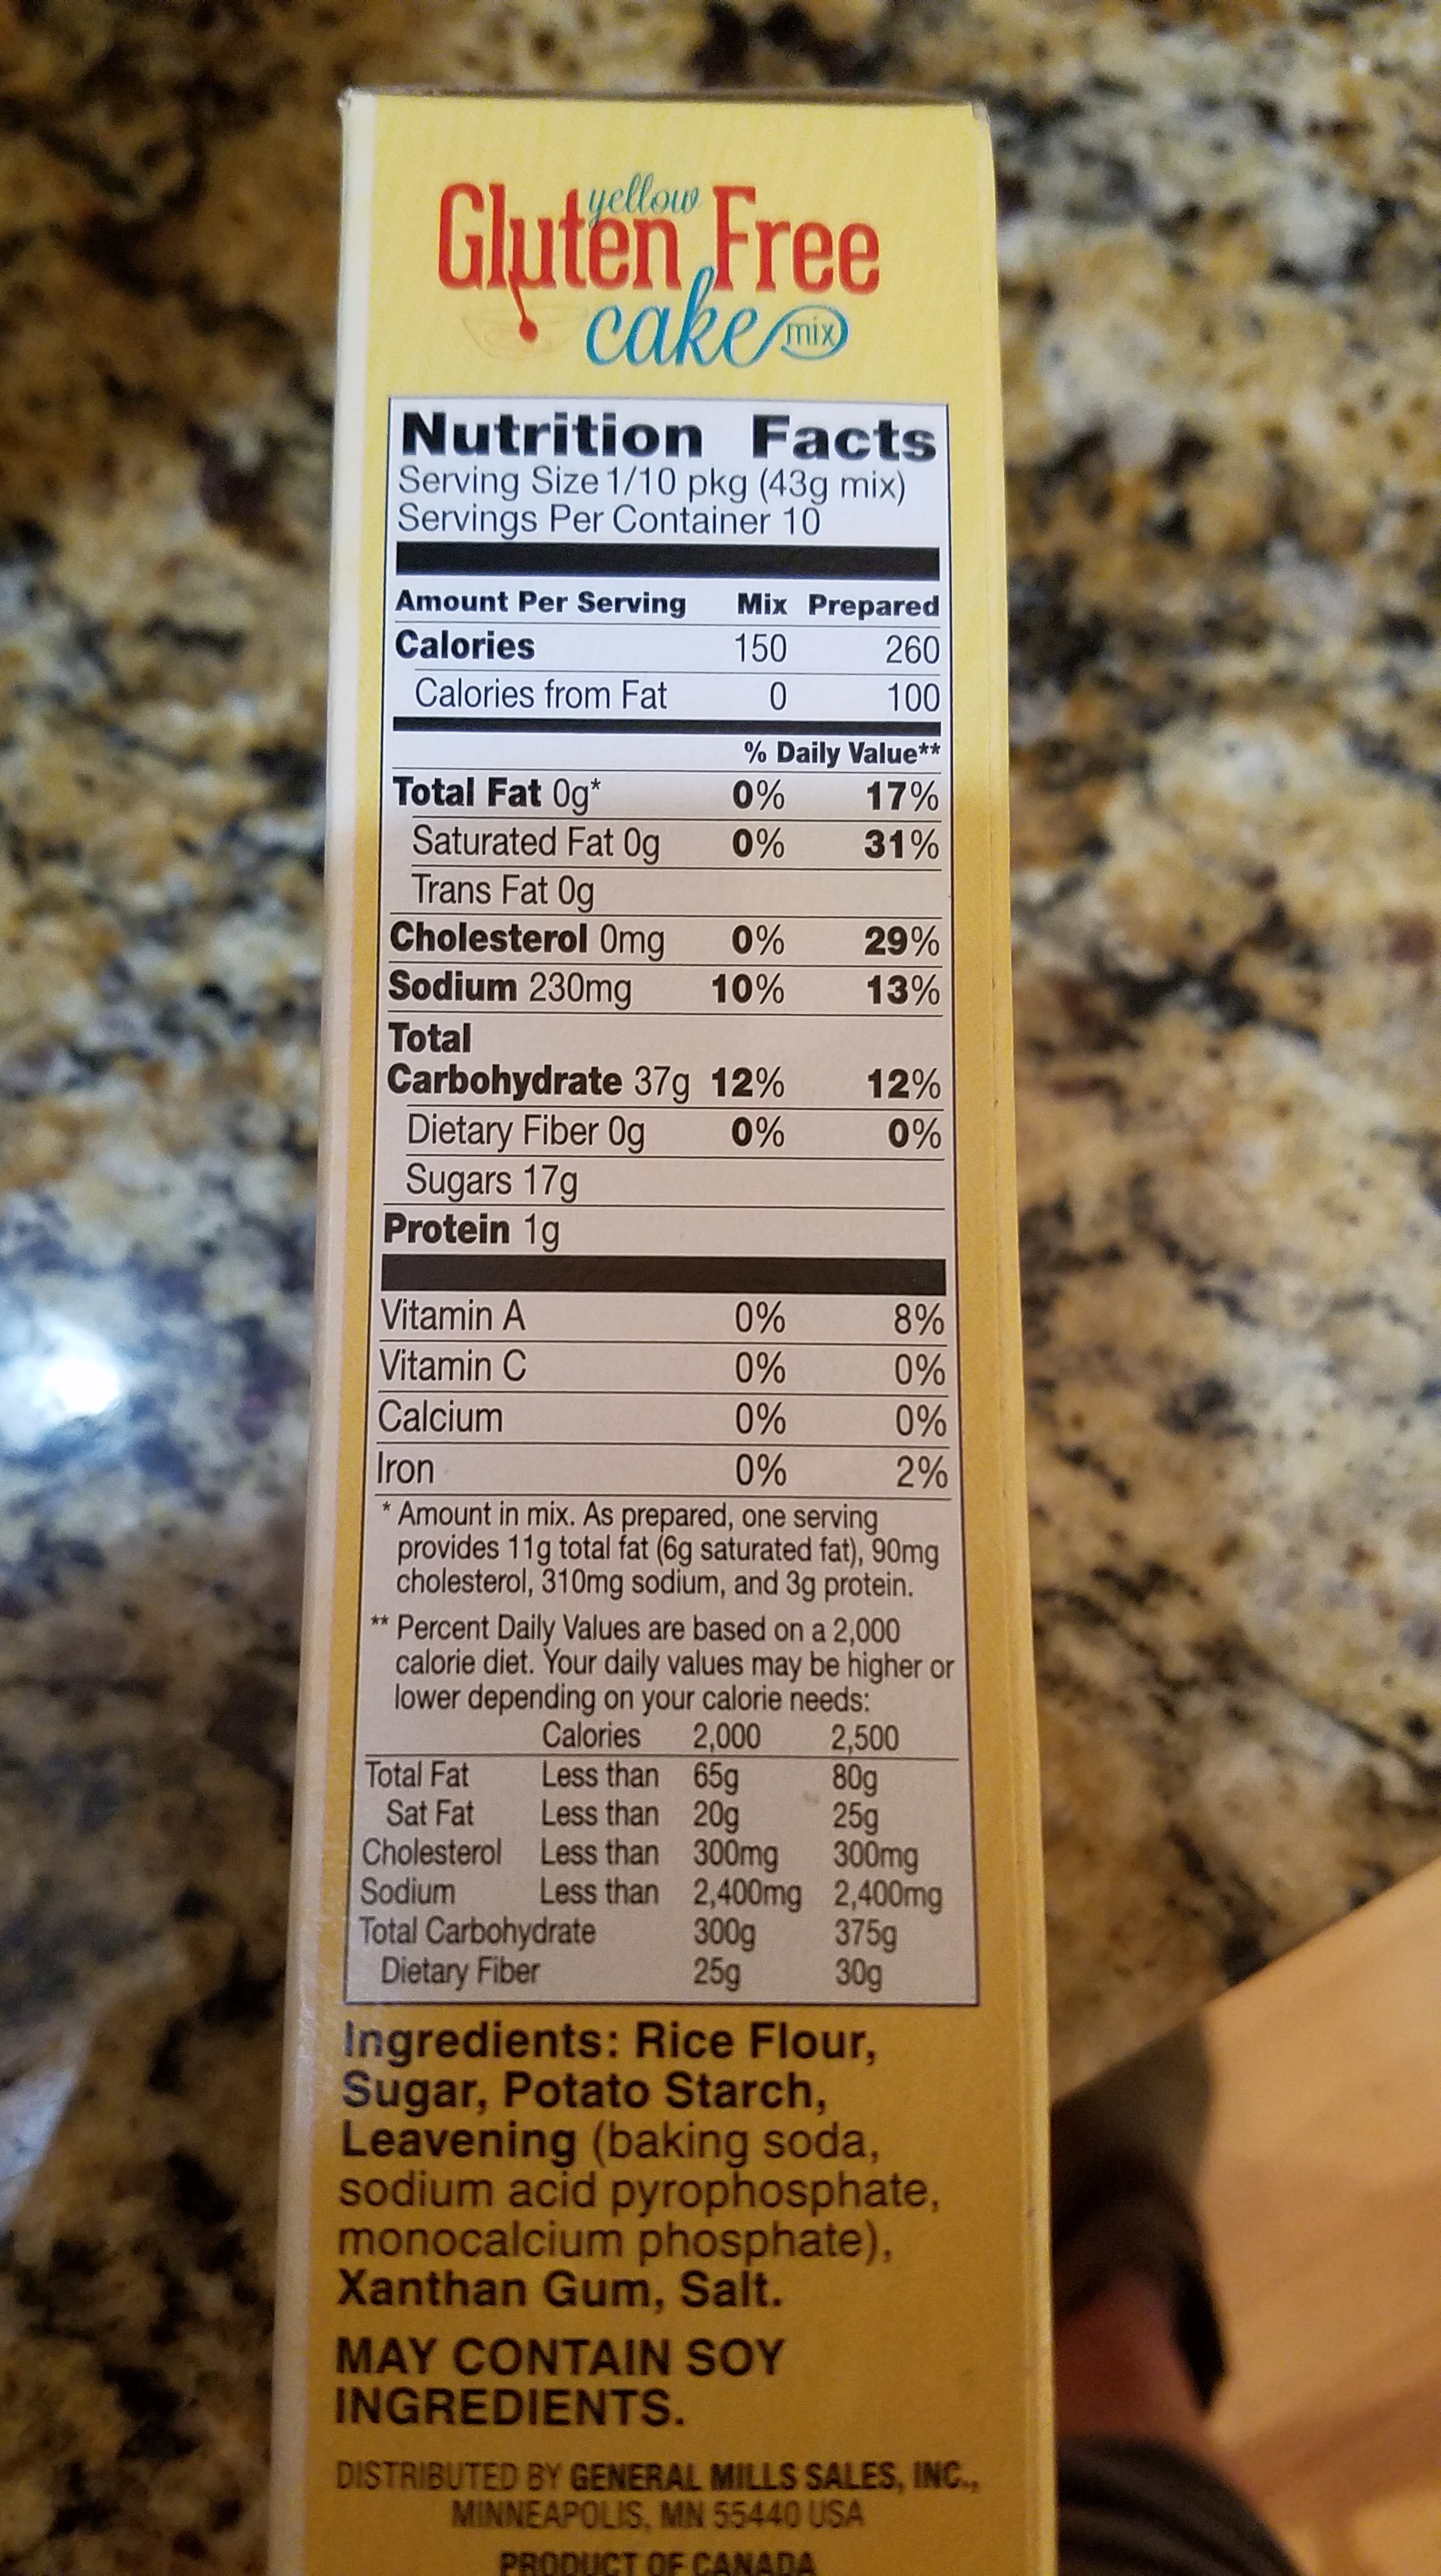 yellow
Gluten Free
cake mix
Nutrition Facts
Serving Size 1/10 pkg (43g mix)
Servings Per Container 10
Amount Per Serving Mix Prepared
Calories 150 260
Calories from Fat 0 100
% Daily Value**
Total Fat 0g* 0% 17%
Saturated Fat 0g 0% 31%
Trans Fat 0g
Cholesterol 0mg 0% 29%
Sodium 230mg 10% 13%
Total
Carbohydrate 37g 12% 12%
Dietary Fiber 0g 0% 0%
Sugars 17g
Protein 1g
Vitamin A 0% 8%
Vitamin C 0% 0%
Calcium 0% 0%
Iron 0% 2%
* Amount in mix. As prepared, one serving
provides 11g total fat (6g saturated fat), 90mg
cholesterol, 310mg sodium, and 3g protein.
** Percent Daily Values are based on a 2,000
calorie diet. Your daily values may be higher or
lower depending on your calorie needs:
Calories 2,000 2,500
Total Fat Less than 65g 80g
Sat Fat Less than 20g 25g
Cholesterol Less than 300mg 300mg
Sodium Less than 2,400mg 2,400mg
Total Carbohydrate 300g 375g
Dietary Fiber 25g 30g
Ingredients: Rice Flour,
Sugar, Potato Starch,
Leavening (baking soda,
sodium acid pyrophosphate,
monocalcium phosphate),
Xanthan Gum, Salt.
MAY CONTAIN SOY
INGREDIENTS.
DISTRIBUTED BY GENERAL MILLS SALES, INC.,
MINNEAPOLIS, MN 55440 USA
PRODUCT OF CANADA